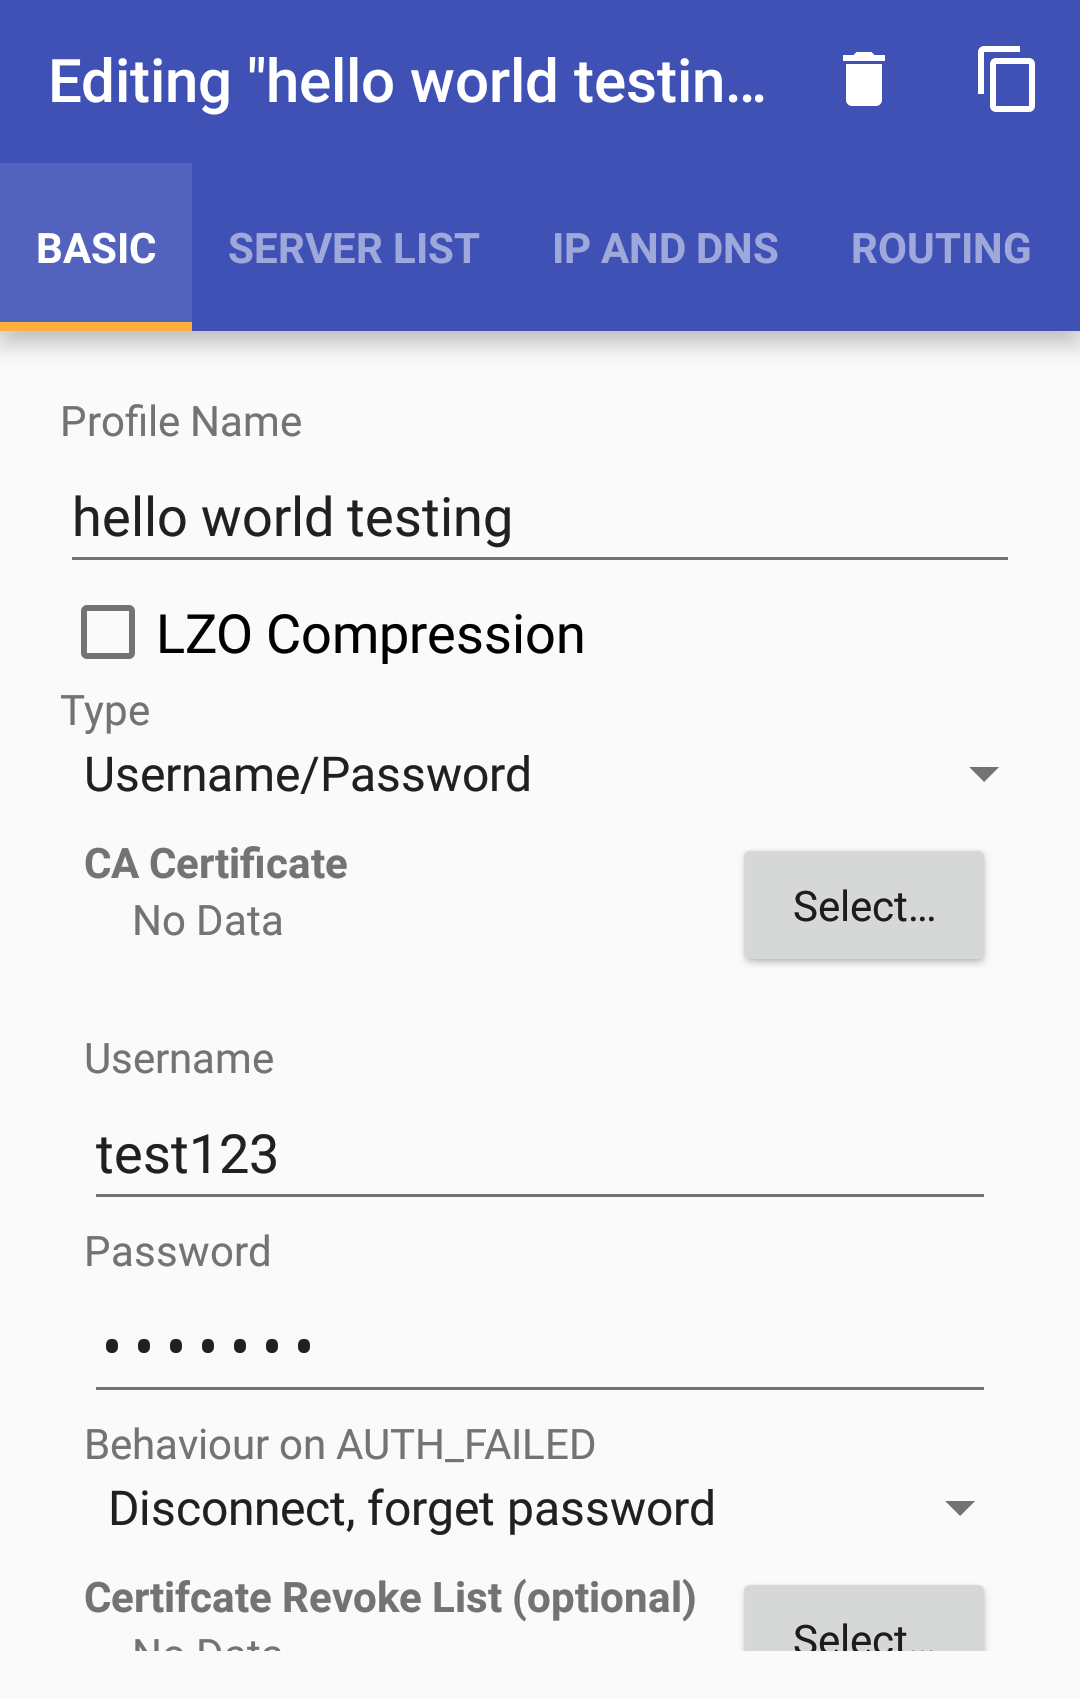 Editing "hello world testin...
BASIC SERVER LIST IP AND DNS ROUTING
Profile Name
hello world testing
LZO Compression
Type
Username/Password
CA Certificate
No Data
Select...
Username
test123
Password
•••••••
Behaviour on AUTH_FAILED
Disconnect, forget password
Certifcate Revoke List (optional)
No Data
Select...